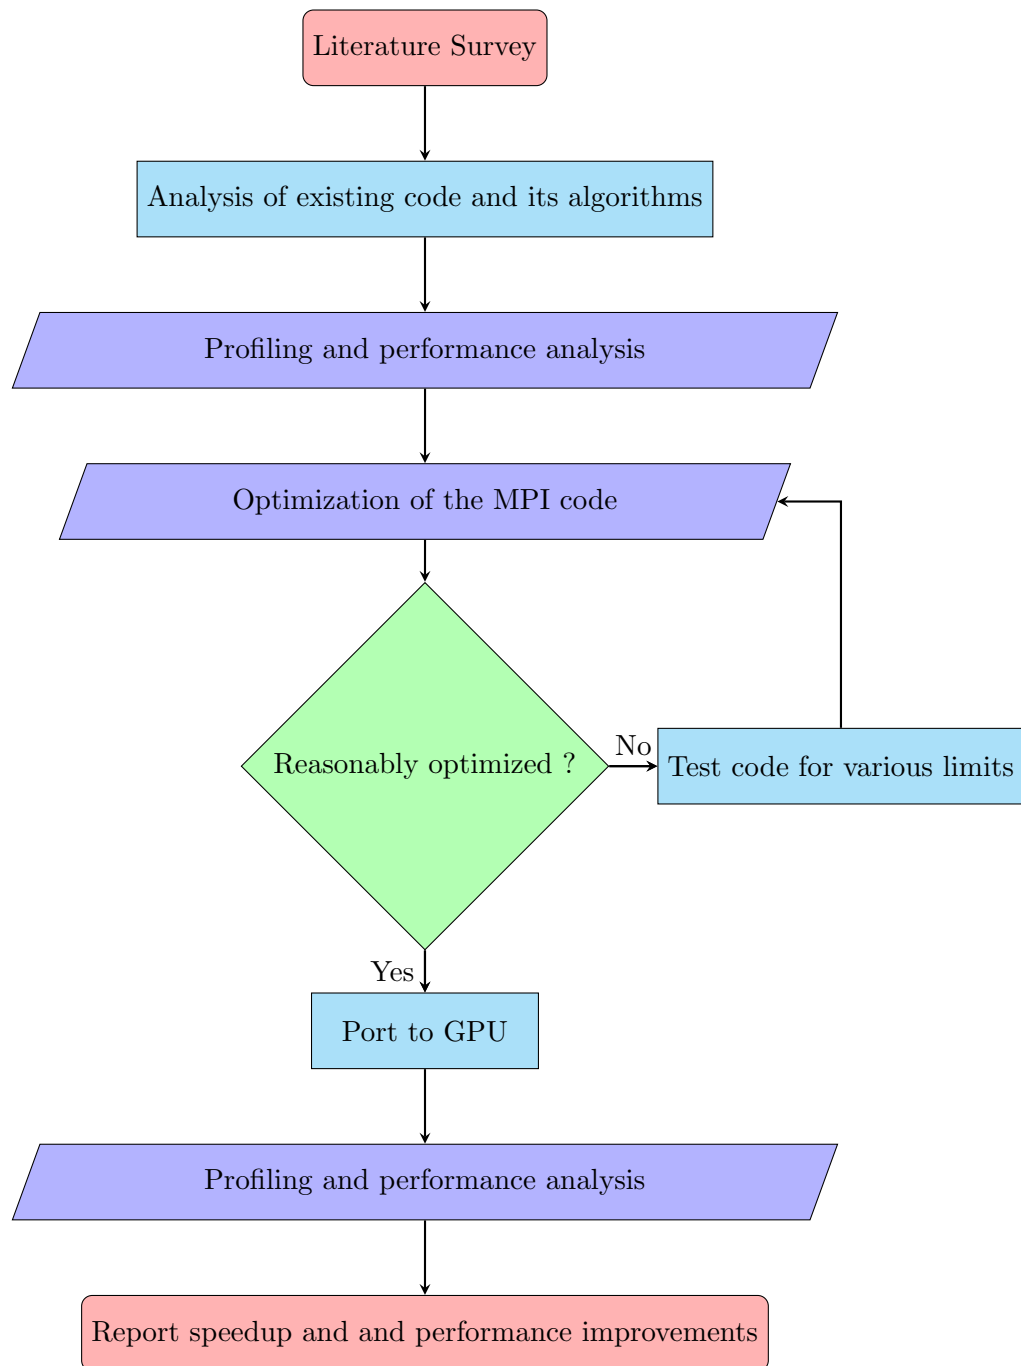 Literature Survey
Analysis of existing code and its algorithms
Profiling and performance analysis
Optimization of the MPI code
Reasonably optimized ?
No
Test code for various limits
Yes
Port to GPU
Profiling and performance analysis
Report speedup and and performance improvements